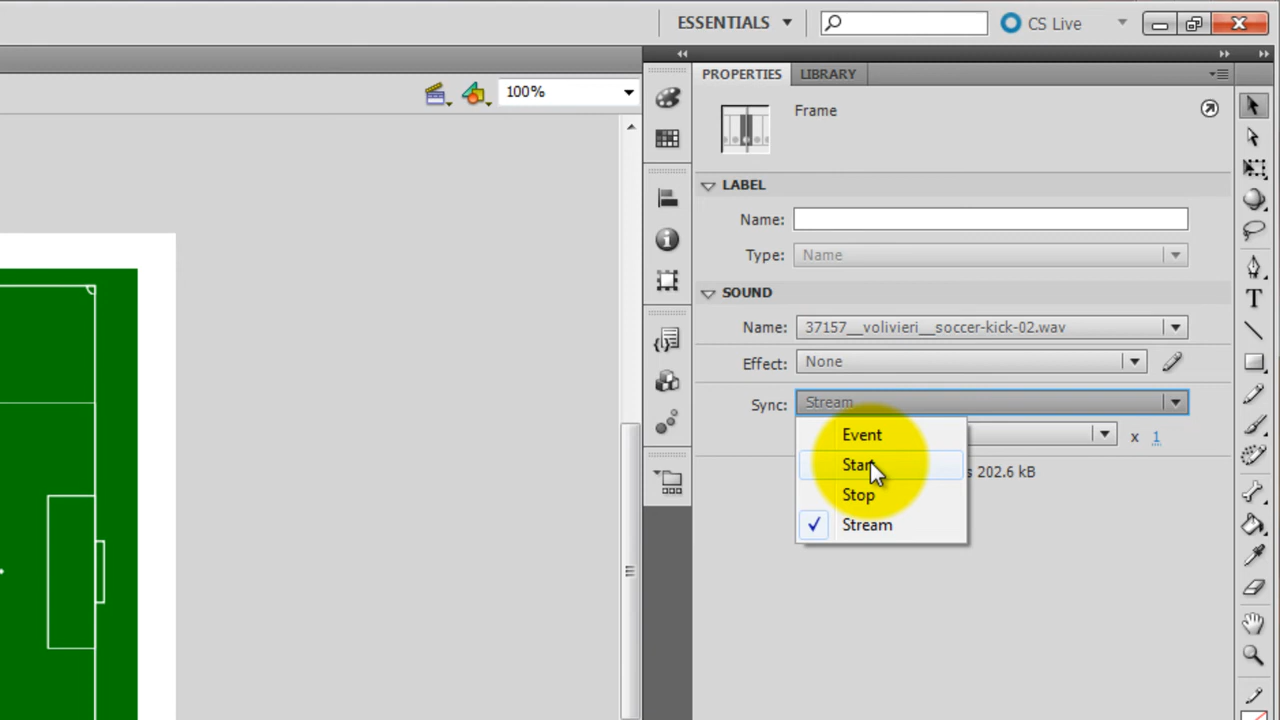 ESSENTIALS
CS Live
PROPERTIES
LIBRARY
100%
Frame
LABEL
Name:
Type: Name
SOUND
Name: 37157__volivieri__soccer-kick-02.wav
Effect: None
Sync: Stream
Event
x 1
Start
s 202.6 kB
Stop
Stream